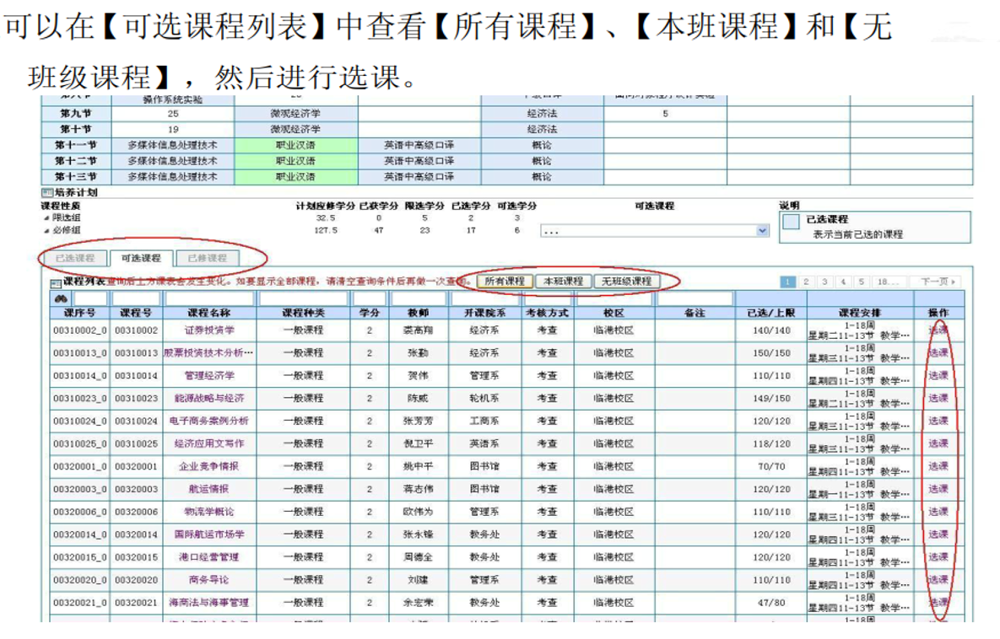 可以在【可选课程列表】中查看【所有课程】、【本班课程】和【无
班级课程】，然后进行选课。
操作系统实验
第九节 25 微观经济学 经济法 5
第十节 19 微观经济学 经济法
第十一节 多媒体信息处理技术 职业汉语 英语中高级口译 概论
第十二节 多媒体信息处理技术 职业汉语 英语中高级口译 概论
第十三节 多媒体信息处理技术 职业汉语 英语中高级口译 概论
培养计划
课程性质 计划应修学分 已获学分 限选学分 已选学分 可选学分 可选课程 说明
限选组 32.5 0 5 2 3 已选课程
必修组 127.5 47 23 17 6 ... 表示当前已选的课程
已选课程 可选课程 已修课程
课程列表查询后上方课表会发生变化。如要显示全部课程，请清空查询条件后再做一次查询。 所有课程 本班课程 无班级课程 1 2 3 4 5 18... 下一页
课序号 课程号 课程名称 课程种类 学分 教师 开课院系 考核方式 校区 备注 已选/上限 课程安排 操作
00310002_0 00310002 证券投资学 一般课程 2 裘高翔 经济系 考查 临港校区 140/140 1-18周 星期二11-13节 教学… 选课
00310013_0 00310013 股票投资技术分析… 一般课程 2 张勤 经济系 考查 临港校区 150/150 1-18周 星期三11-13节 教学… 选课
00310014_0 00310014 管理经济学 一般课程 2 贺伟 管理系 考查 临港校区 110/110 1-18周 星期四11-13节 教学… 选课
00310023_0 00310023 能源战略与经济 一般课程 2 陈威 轮机系 考查 临港校区 149/150 1-18周 星期二11-13节 教学… 选课
00310024_0 00310024 电子商务案例分析 一般课程 2 张芳芳 工商系 考查 临港校区 120/120 1-18周 星期三11-13节 教学… 选课
00310025_0 00310025 经济应用文写作 一般课程 2 倪卫平 英语系 考查 临港校区 118/120 1-18周 星期三11-13节 教学… 选课
00320001_0 00320001 企业竞争情报 一般课程 2 姚中平 图书馆 考查 临港校区 70/70 1-18周 星期四11-13节 教学… 选课
00320003_0 00320003 航运情报 一般课程 2 蒋志伟 图书馆 考查 临港校区 120/120 1-18周 星期一11-13节 教学… 选课
00320006_0 00320006 物流学概论 一般课程 2 欧伟为 管理系 考查 临港校区 110/110 1-18周 星期三11-13节 教学… 选课
00320014_0 00320014 国际航运市场学 一般课程 2 张永锋 教务处 考查 临港校区 120/120 1-18周 星期四11-13节 教学… 选课
00320015_0 00320015 港口经营管理 一般课程 2 周德全 教务处 考查 临港校区 120/120 1-18周 星期三11-13节 教学… 选课
00320020_0 00320020 商务导论 一般课程 2 刘建 管理系 考查 临港校区 110/110 1-18周 星期四11-13节 教学… 选课
00320021_0 00320021 海商法与海事管理 一般课程 2 余宏荣 教务处 考查 临港校区 47/80 1-18周 星期四11-13节 教学… 选课
1-18周